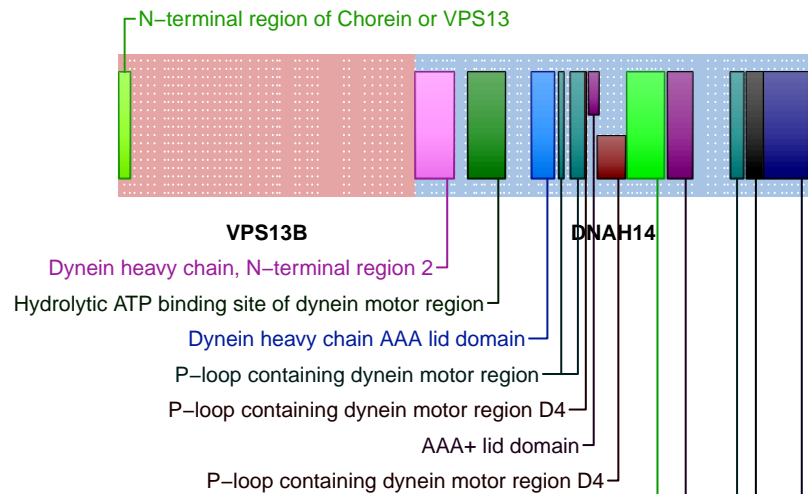 N−terminal region of Chorein or VPS13
VPS13B
DNAH14
Dynein heavy chain, N−terminal region 2
Hydrolytic ATP binding site of dynein motor region
Dynein heavy chain AAA lid domain
P−loop containing dynein motor region
P−loop containing dynein motor region D4
AAA+ lid domain
P−loop containing dynein motor region D4